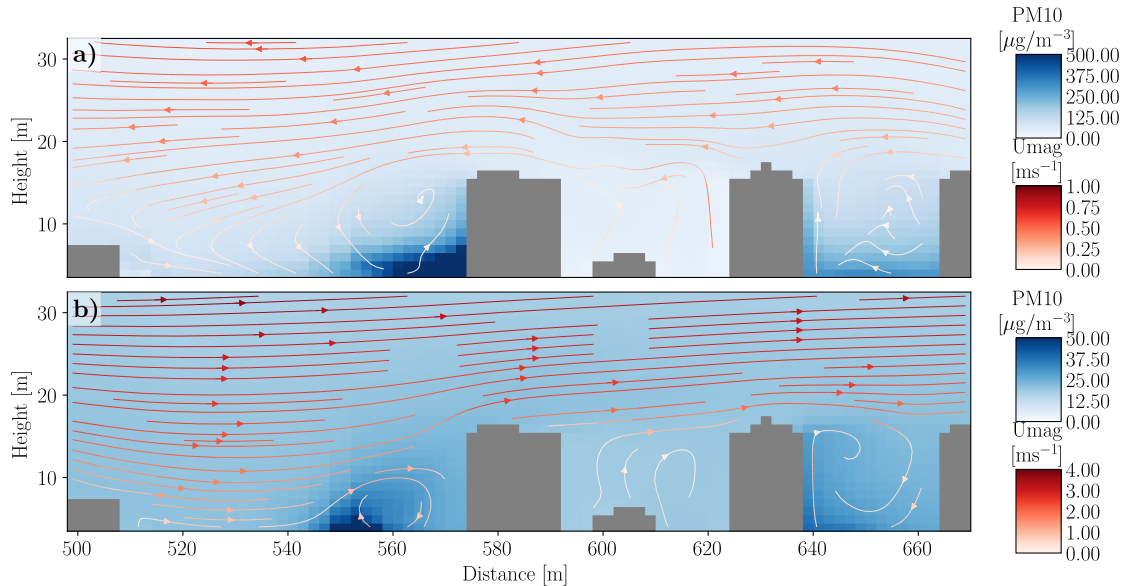 a)
Height [m]
30
20
10
PM10
[μg/m⁻³]
500.00
375.00
250.00
125.00
0.00
Umag
[ms⁻¹]
1.00
0.75
0.50
0.25
0.00
b)
Height [m]
30
20
10
500 520 540 560 580 600 620 640 660
Distance [m]
PM10
[μg/m⁻³]
50.00
37.50
25.00
12.50
0.00
Umag
[ms⁻¹]
4.00
3.00
2.00
1.00
0.00